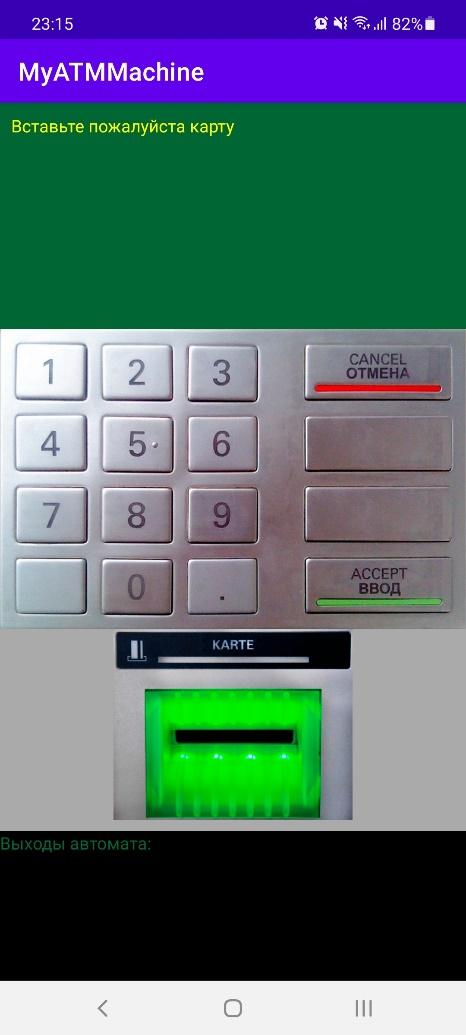 23:15
82%
MyATMMachine
Вставьте пожалуйста карту
1 2 3
CANCEL
ОТМЕНА
4 5 6
7 8 9
0 .
ACCEPT
ВВОД
KARTE
Выходы автомата: